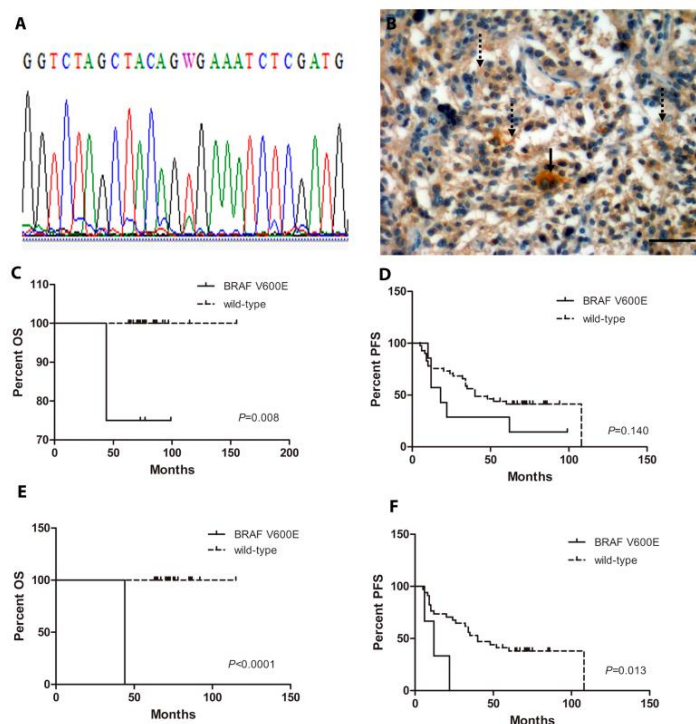 A
GGTCTAGCTACAGWGAAATCTCGATG
B
C
110
100
90
80
70
0
50
100
150
200
Percent OS
Months
BRAF V600E
wild-type
P=0.008
D
150
100
50
0
0
50
100
150
Percent PFS
Months
BRAF V600E
wild-type
P=0.140
E
150
100
50
0
0
50
100
150
Percent OS
Months
BRAF V600E
wild-type
P<0.0001
F
150
100
50
0
0
50
100
150
Percent PFS
Months
BRAF V600E
wild-type
P=0.013